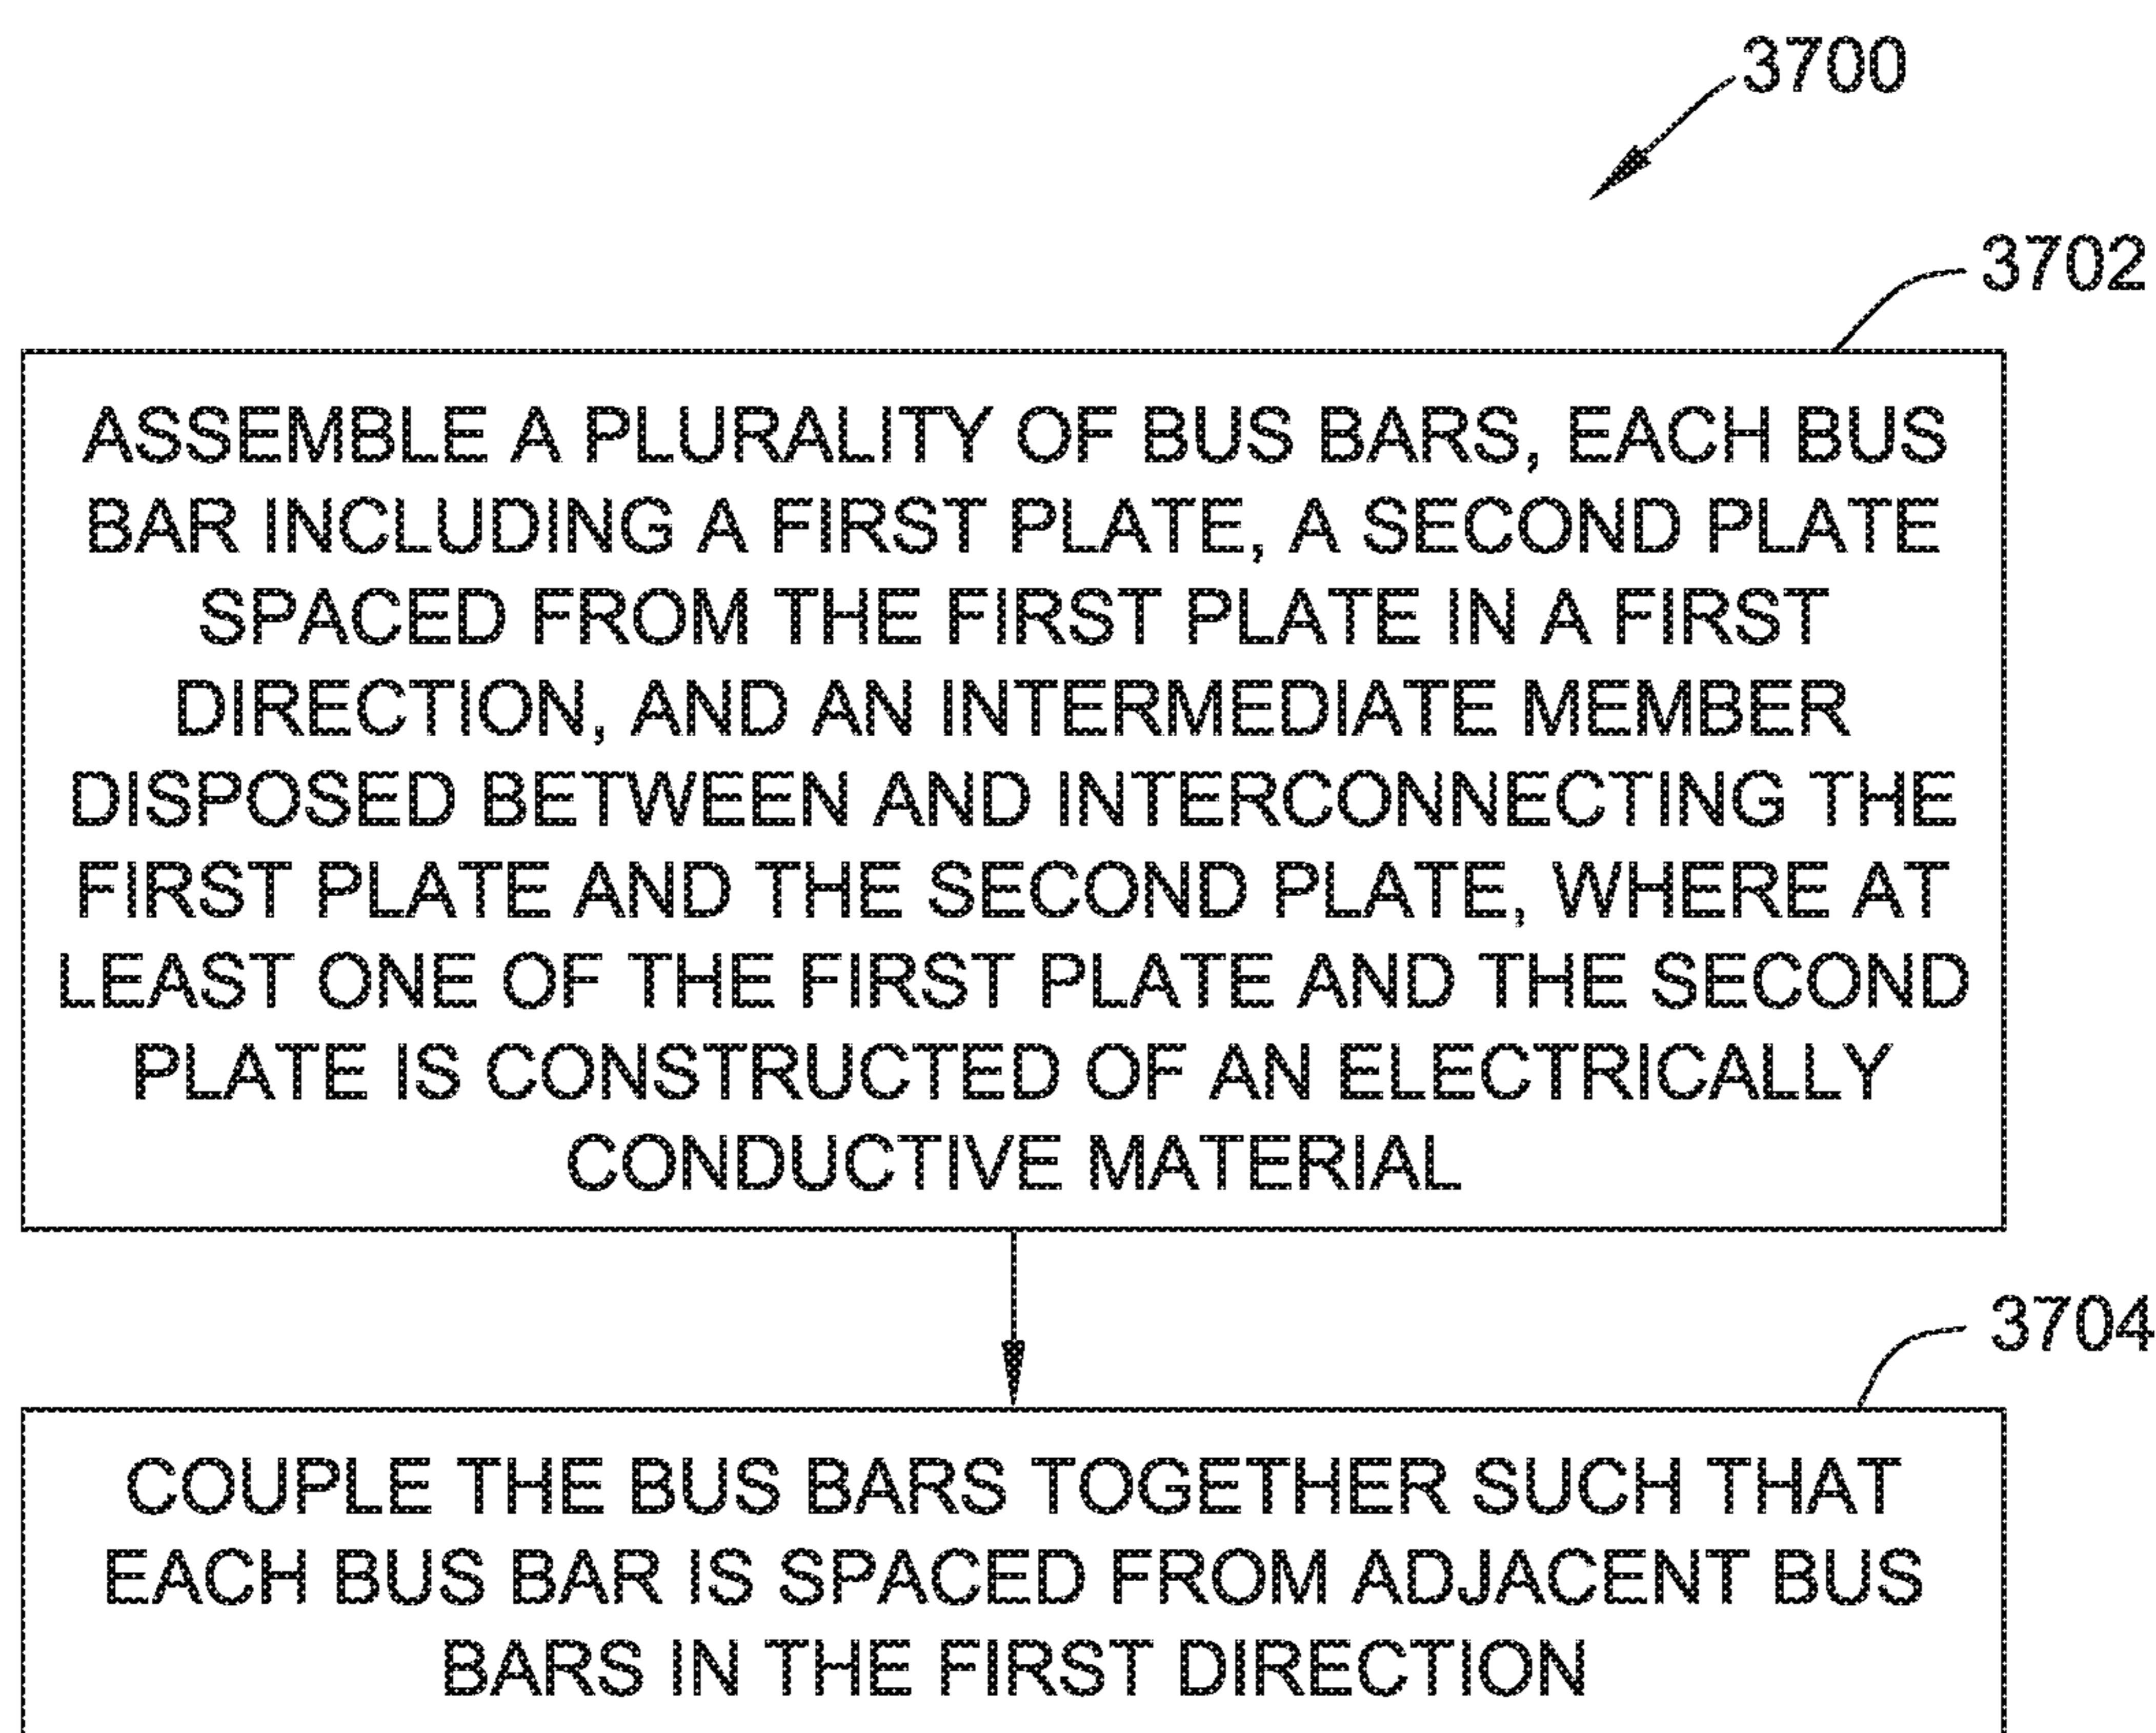 3700
3702
ASSEMBLE A PLURALITY OF BUS BARS, EACH BUS
BAR INCLUDING A FIRST PLATE, A SECOND PLATE
SPACED FROM THE FIRST PLATE IN A FIRST
DIRECTION, AND AN INTERMEDIATE MEMBER
DISPOSED BETWEEN AND INTERCONNECTING THE
FIRST PLATE AND THE SECOND PLATE, WHERE AT
LEAST ONE OF THE FIRST PLATE AND THE SECOND
PLATE IS CONSTRUCTED OF AN ELECTRICALLY
CONDUCTIVE MATERIAL
3704
COUPLE THE BUS BARS TOGETHER SUCH THAT
EACH BUS BAR IS SPACED FROM ADJACENT BUS
BARS IN THE FIRST DIRECTION